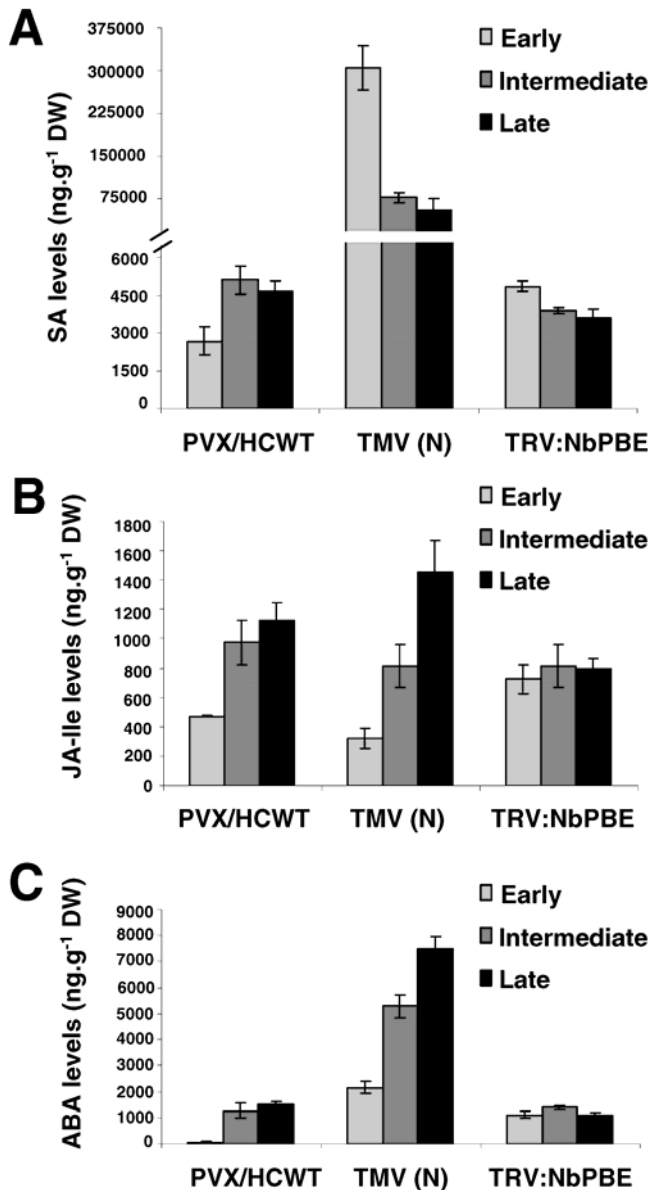 A
SA levels (ng.g-1 DW)
375000
300000
225000
150000
75000
6000
4500
3000
1500
0
Early
Intermediate
Late
PVX/HCWT TMV (N) TRV:NbPBE
B
JA-Ile levels (ng.g-1 DW)
1800
1600
1400
1200
1000
800
600
400
200
0
Early
Intermediate
Late
PVX/HCWT TMV (N) TRV:NbPBE
C
ABA levels (ng.g-1 DW)
9000
8000
7000
6000
5000
4000
3000
2000
1000
0
Early
Intermediate
Late
PVX/HCWT TMV (N) TRV:NbPBE